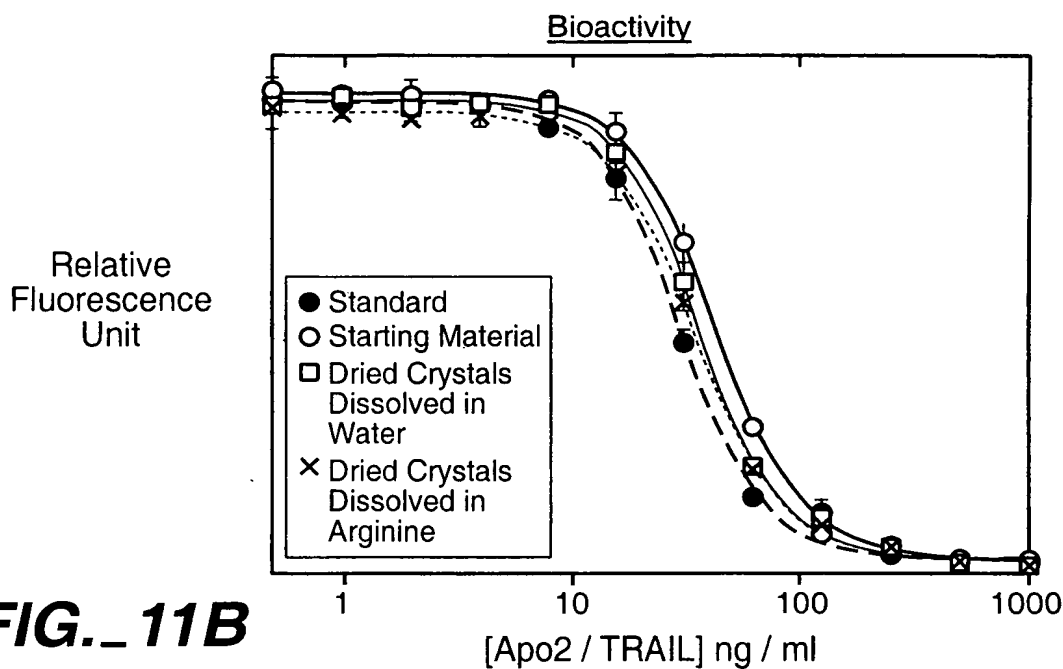 Bioactivity
Relative
Fluorescence
Unit
● Standard
○ Starting Material
□ Dried Crystals
Dissolved in
Water
× Dried Crystals
Dissolved in
Arginine
1 10 100 1000
[Apo2 / TRAIL] ng / ml
FIG._11B